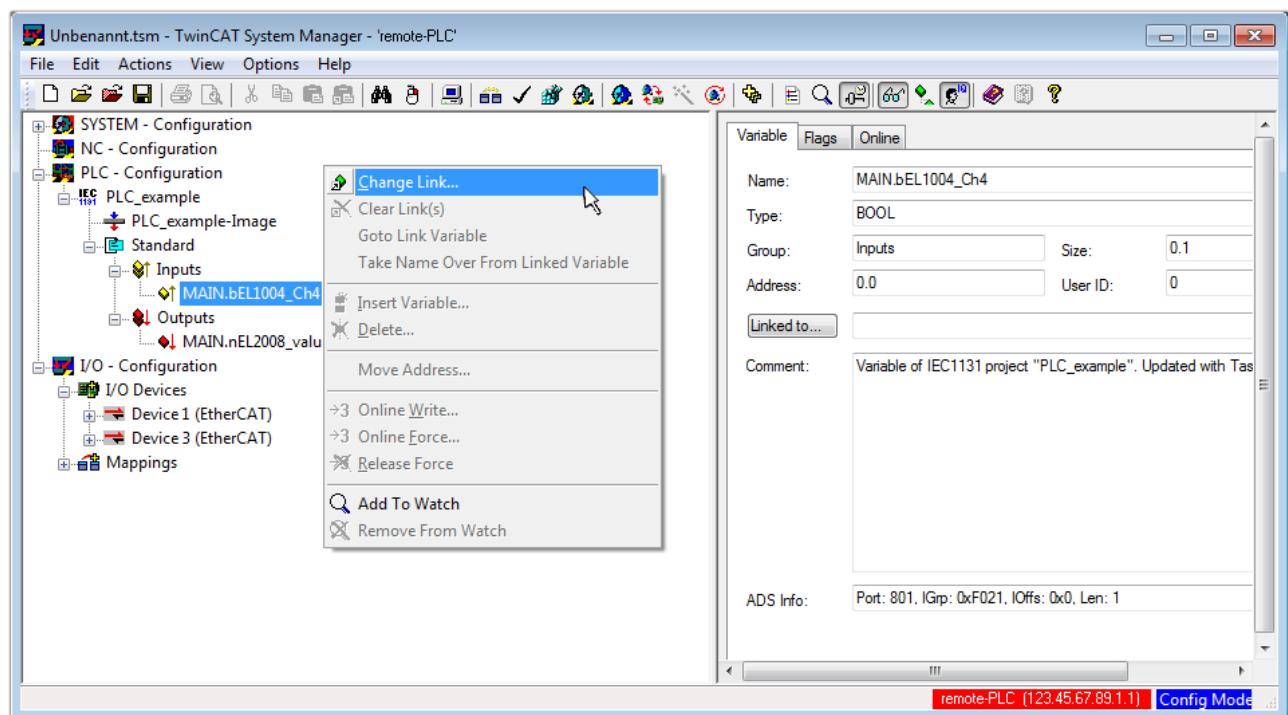 Unbenannt.tsm - TwinCAT System Manager - 'remote-PLC'
File Edit Actions View Options Help
SYSTEM - Configuration
NC - Configuration
PLC - Configuration
IEC 1131 PLC_example
PLC_example-Image
Standard
Inputs
MAIN.bEL1004_Ch4
Outputs
MAIN.nEL2008_valu
I/O - Configuration
I/O Devices
Device 1 (EtherCAT)
Device 3 (EtherCAT)
Mappings
Change Link...
Clear Link(s)
Goto Link Variable
Take Name Over From Linked Variable
Insert Variable...
Delete...
Move Address...
→3 Online Write...
→3 Online Force...
Release Force
Add To Watch
Remove From Watch
Variable Flags Online
Name: MAIN.bEL1004_Ch4
Type: BOOL
Group: Inputs Size: 0.1
Address: 0.0 User ID: 0
Linked to...
Comment: Variable of IEC1131 project "PLC_example". Updated with Tas
ADS Info: Port: 801, IGrp: 0xF021, IOffs: 0x0, Len: 1
remote-PLC (123.45.67.89.1.1) Config Mode